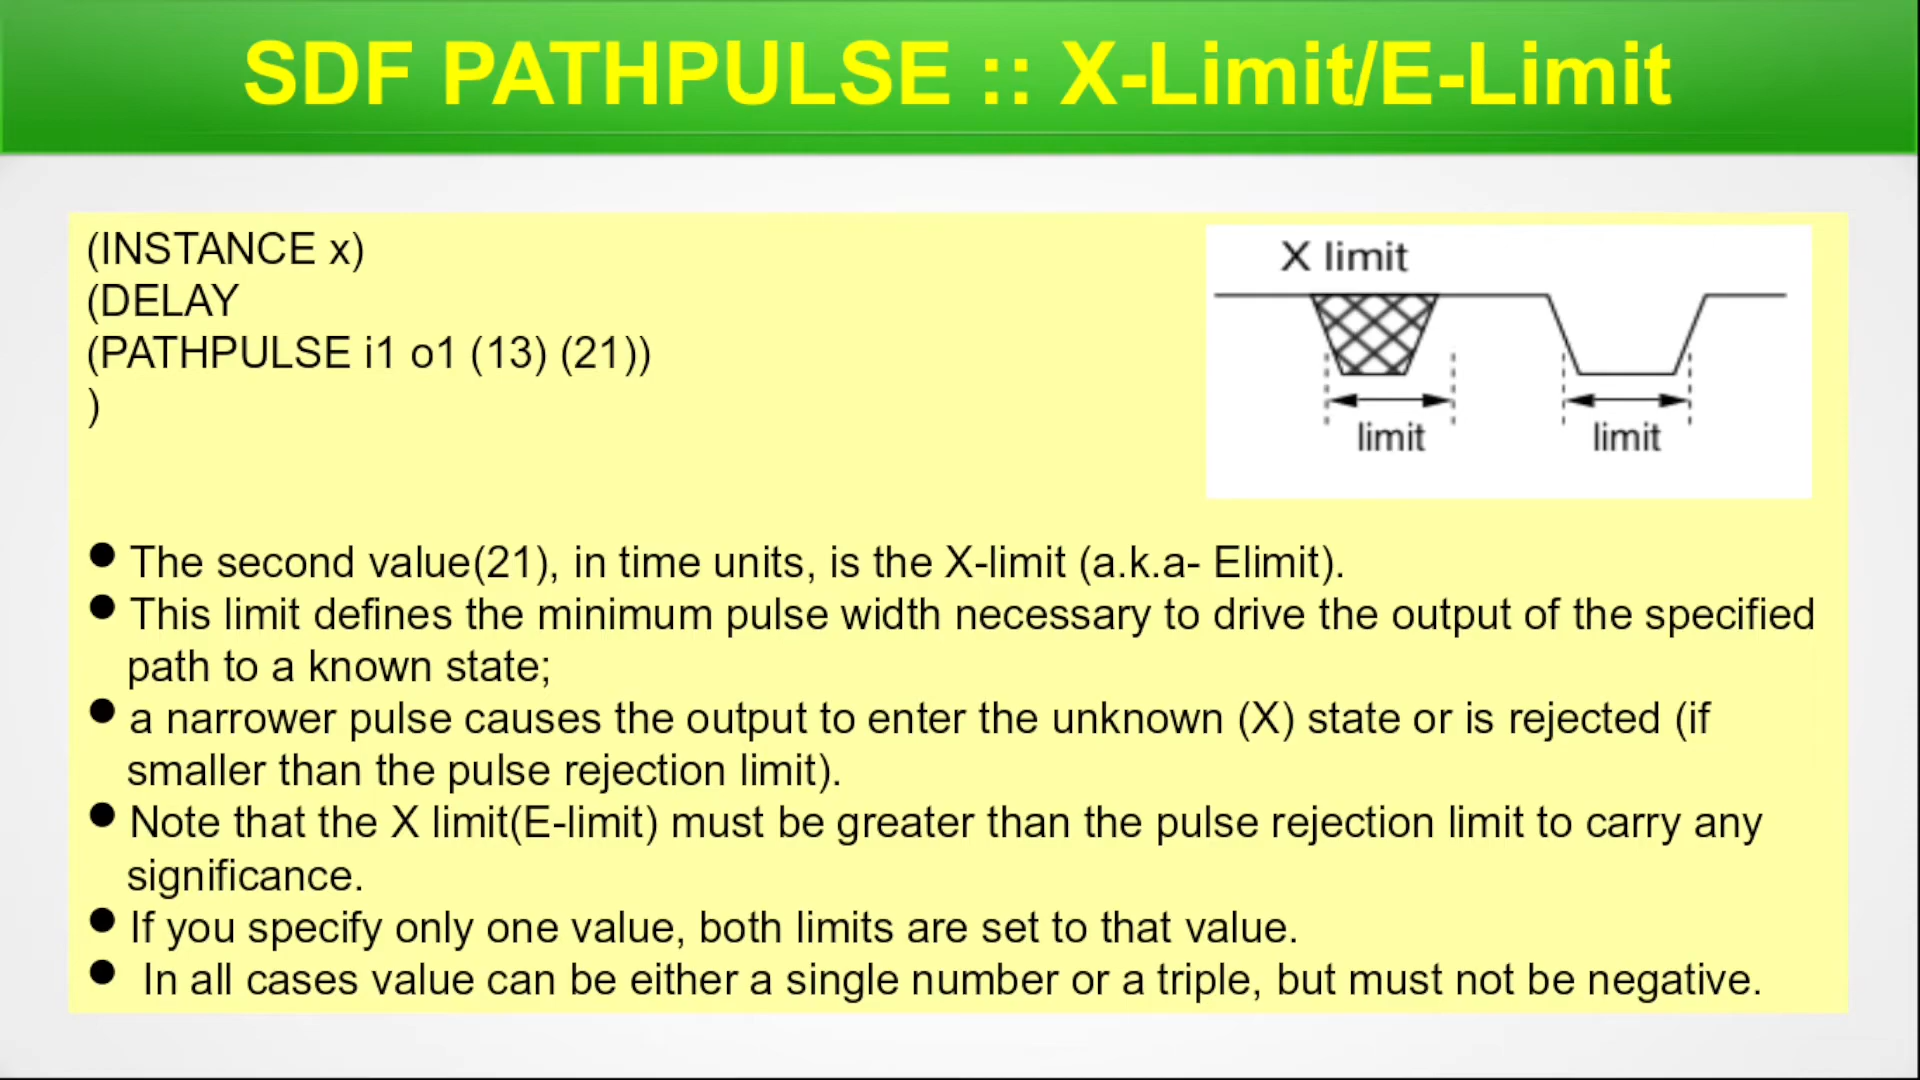 SDF PATHPULSE :: X-Limit/E-Limit
(INSTANCE x)
(DELAY
(PATHPULSE i1 o1 (13) (21))
)
X limit
limit limit
● The second value(21), in time units, is the X-limit (a.k.a- Elimit).
● This limit defines the minimum pulse width necessary to drive the output of the specified
path to a known state;
● a narrower pulse causes the output to enter the unknown (X) state or is rejected (if
smaller than the pulse rejection limit).
● Note that the X limit(E-limit) must be greater than the pulse rejection limit to carry any
significance.
● If you specify only one value, both limits are set to that value.
● In all cases value can be either a single number or a triple, but must not be negative.